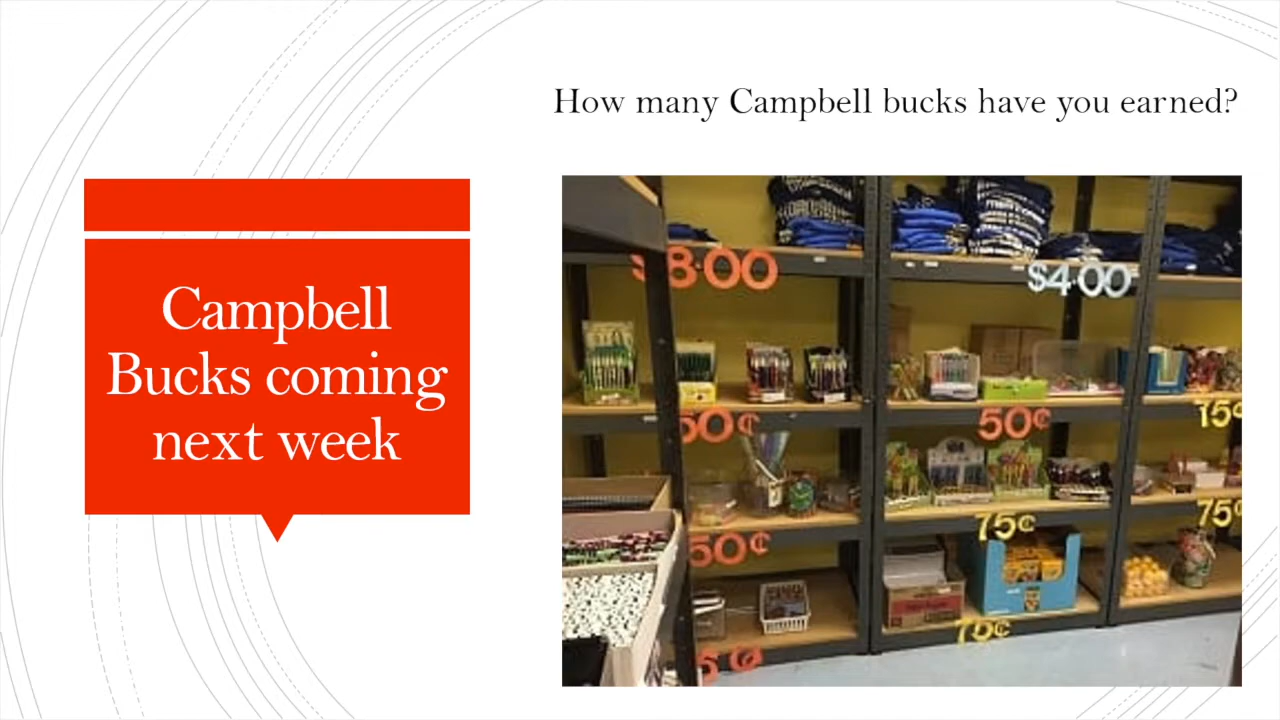 How many Campbell bucks have you earned?
Campbell
Bucks coming
next week
$8.00
$4.00
50¢
50¢
15¢
50¢
75¢
75¢
75¢